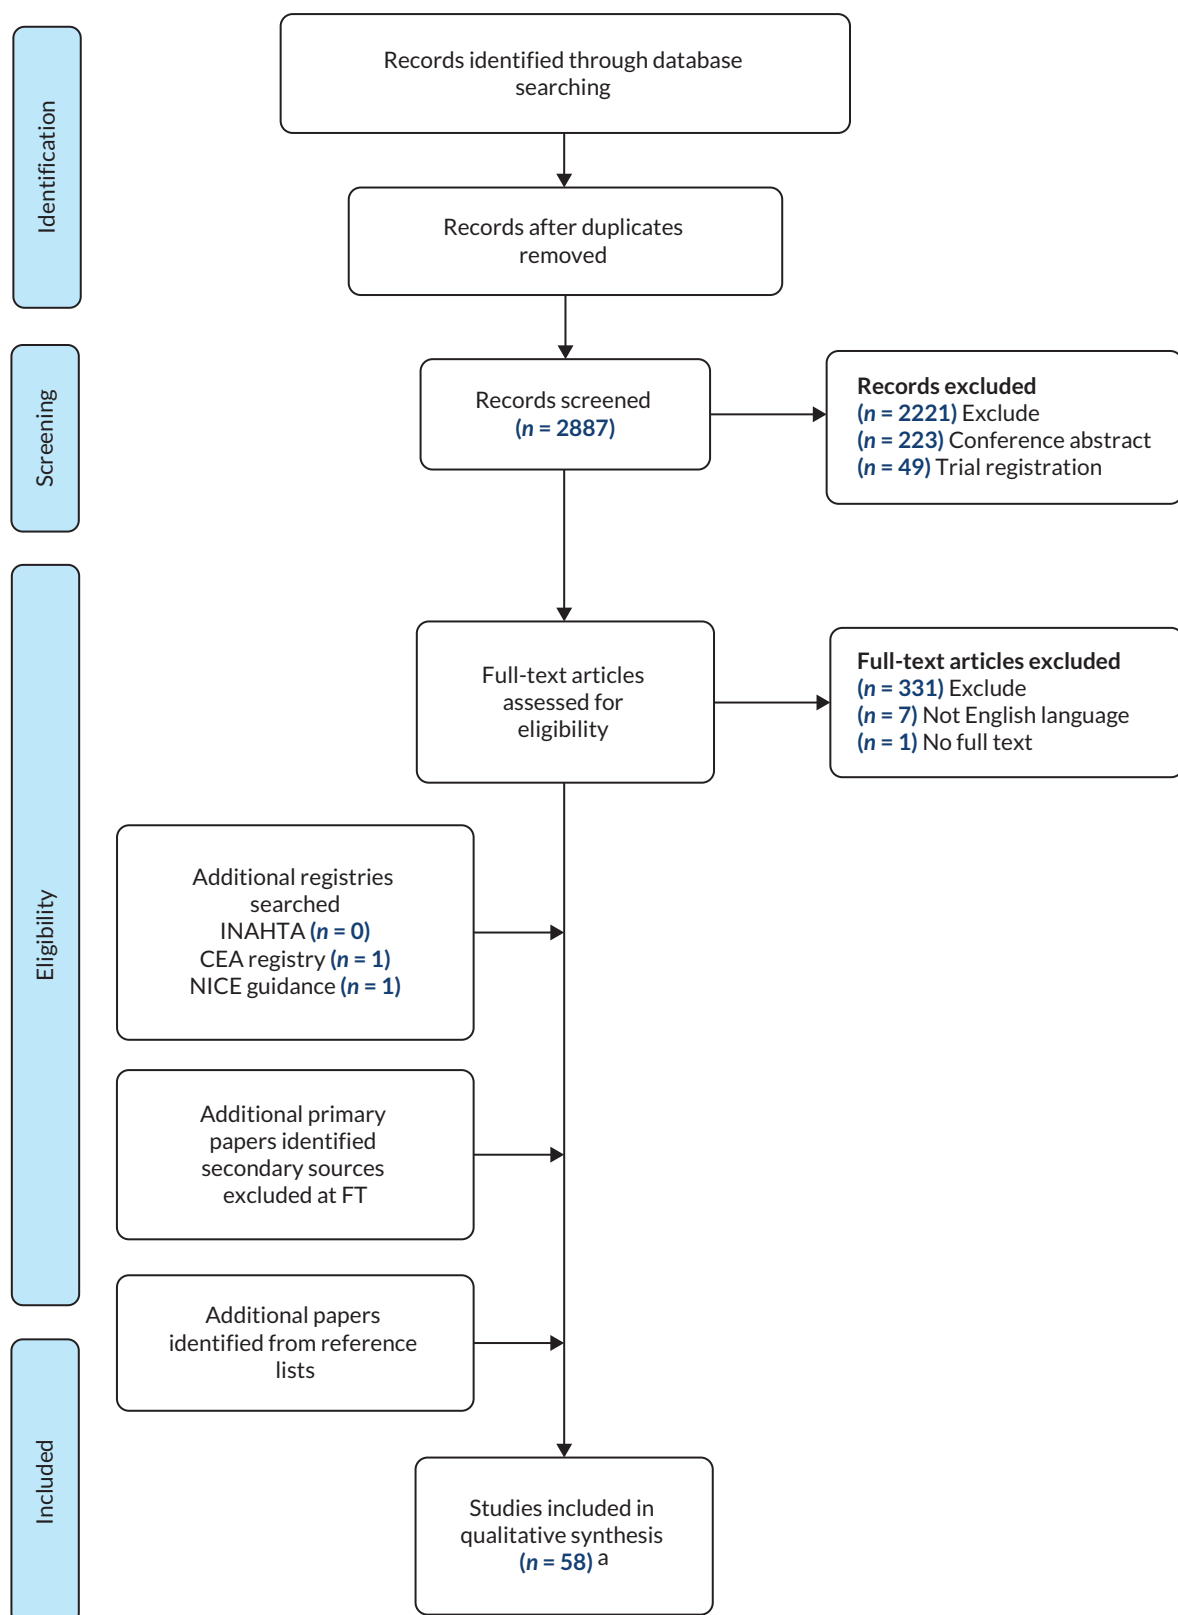 Identification
Records identified through database
searching
Records after duplicates
removed
Screening
Records screened
(n = 2887)
Records excluded
(n = 2221) Exclude
(n = 223) Conference abstract
(n = 49) Trial registration
Eligibility
Full-text articles
assessed for
eligibility
Full-text articles excluded
(n = 331) Exclude
(n = 7) Not English language
(n = 1) No full text
Additional registries
searched
INAHTA (n = 0)
CEA registry (n = 1)
NICE guidance (n = 1)
Additional primary
papers identified
secondary sources
excluded at FT
Additional papers
identified from reference
lists
Included
Studies included in
qualitative synthesis
(n = 58) a